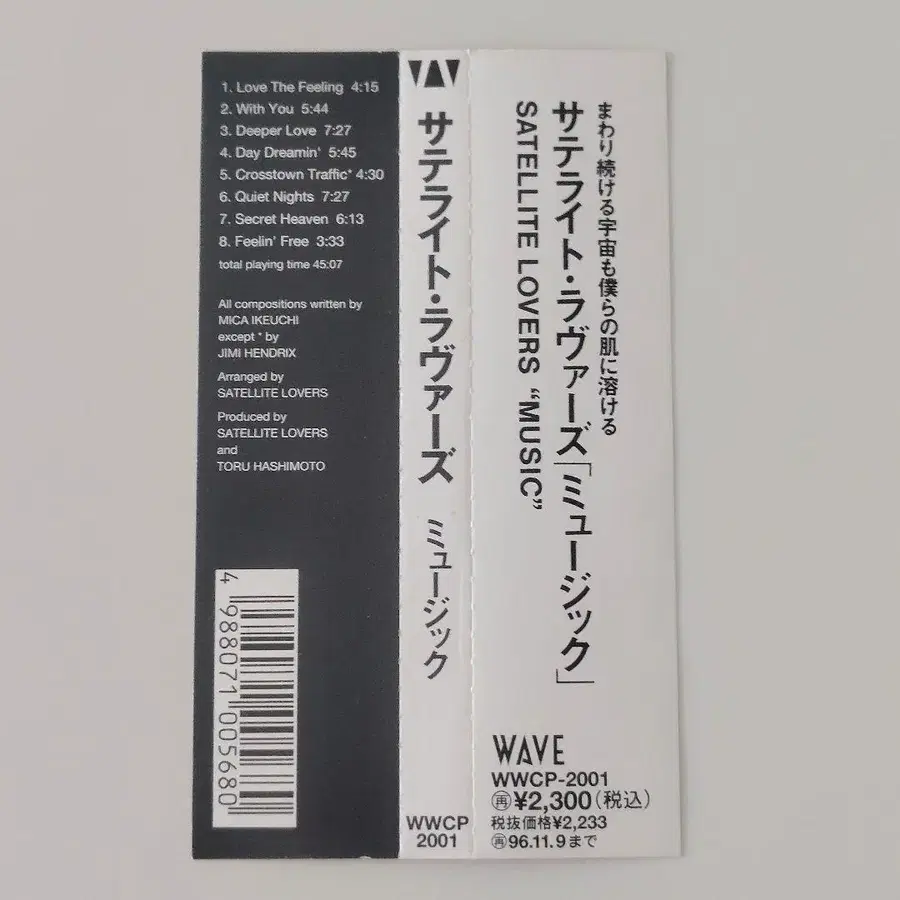 1. Love The Feeling 4:15
2. With You 5:44
3. Deeper Love 7:27
4. Day Dreamin' 5:45
5. Crosstown Traffic* 4:30
6. Quiet Nights 7:27
7. Secret Heaven 6:13
8. Feelin' Free 3:33
total playing time 45:07
All compositions written by
MICA IKEUCHI
except * by
JIMI HENDRIX
Arranged by
SATELLITE LOVERS
Produced by
SATELLITE LOVERS
and
TORU HASHIMOTO
4 988071 005680
サテライト・ラヴァーズ ミュージック
WWCP
2001
まわり続ける宇宙も僕らの肌に溶ける
サテライト・ラヴァーズ「ミュージック」
SATELLITE LOVERS “MUSIC”
WAVE
WWCP-2001
㊢¥2,300(税込)
税抜価格¥2,233
㊢96.11.9まで